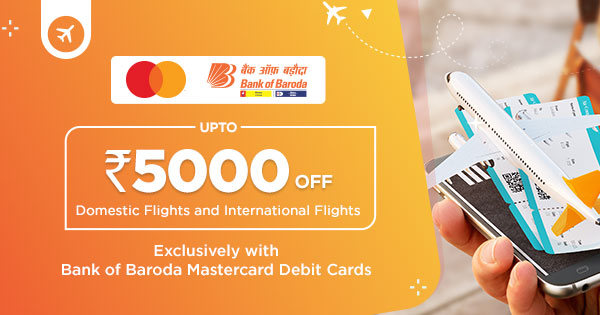 बैंक ऑफ़ बड़ौदा
Bank of Baroda
UPTO
₹5000 OFF
Domestic Flights and International Flights
Exclusively with
Bank of Baroda Mastercard Debit Cards